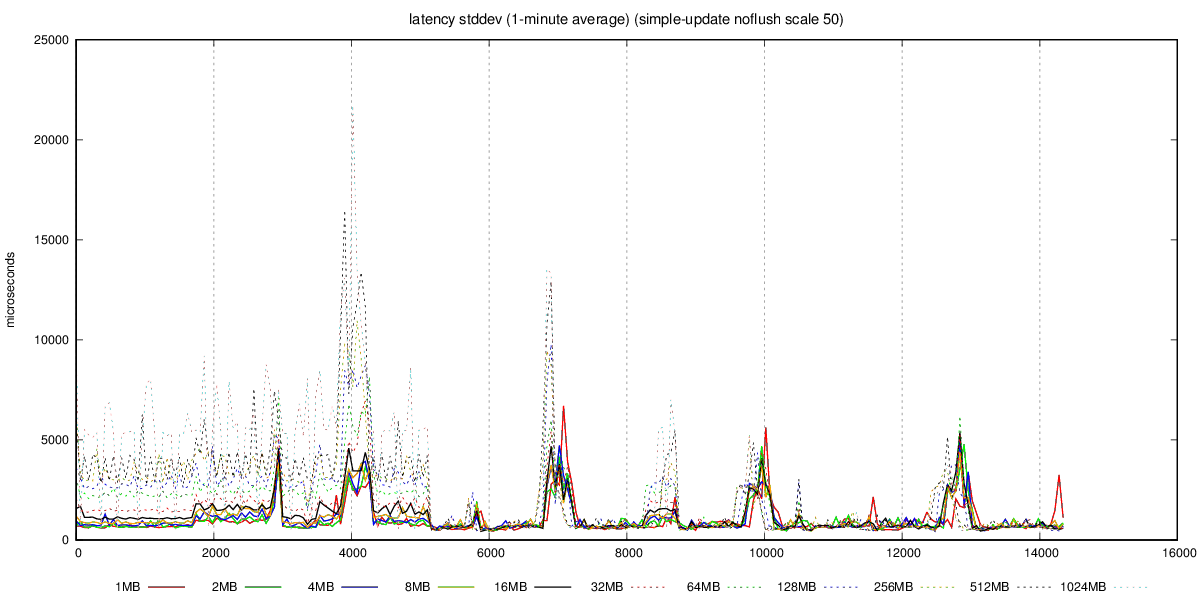 latency stddev (1-minute average) (simple-update noflush scale 50)
25000
20000
15000
10000
5000
0
microseconds
0 2000 4000 6000 8000 10000 12000 14000 16000
1MB 2MB 4MB 8MB 16MB 32MB 64MB 128MB 256MB 512MB 1024MB